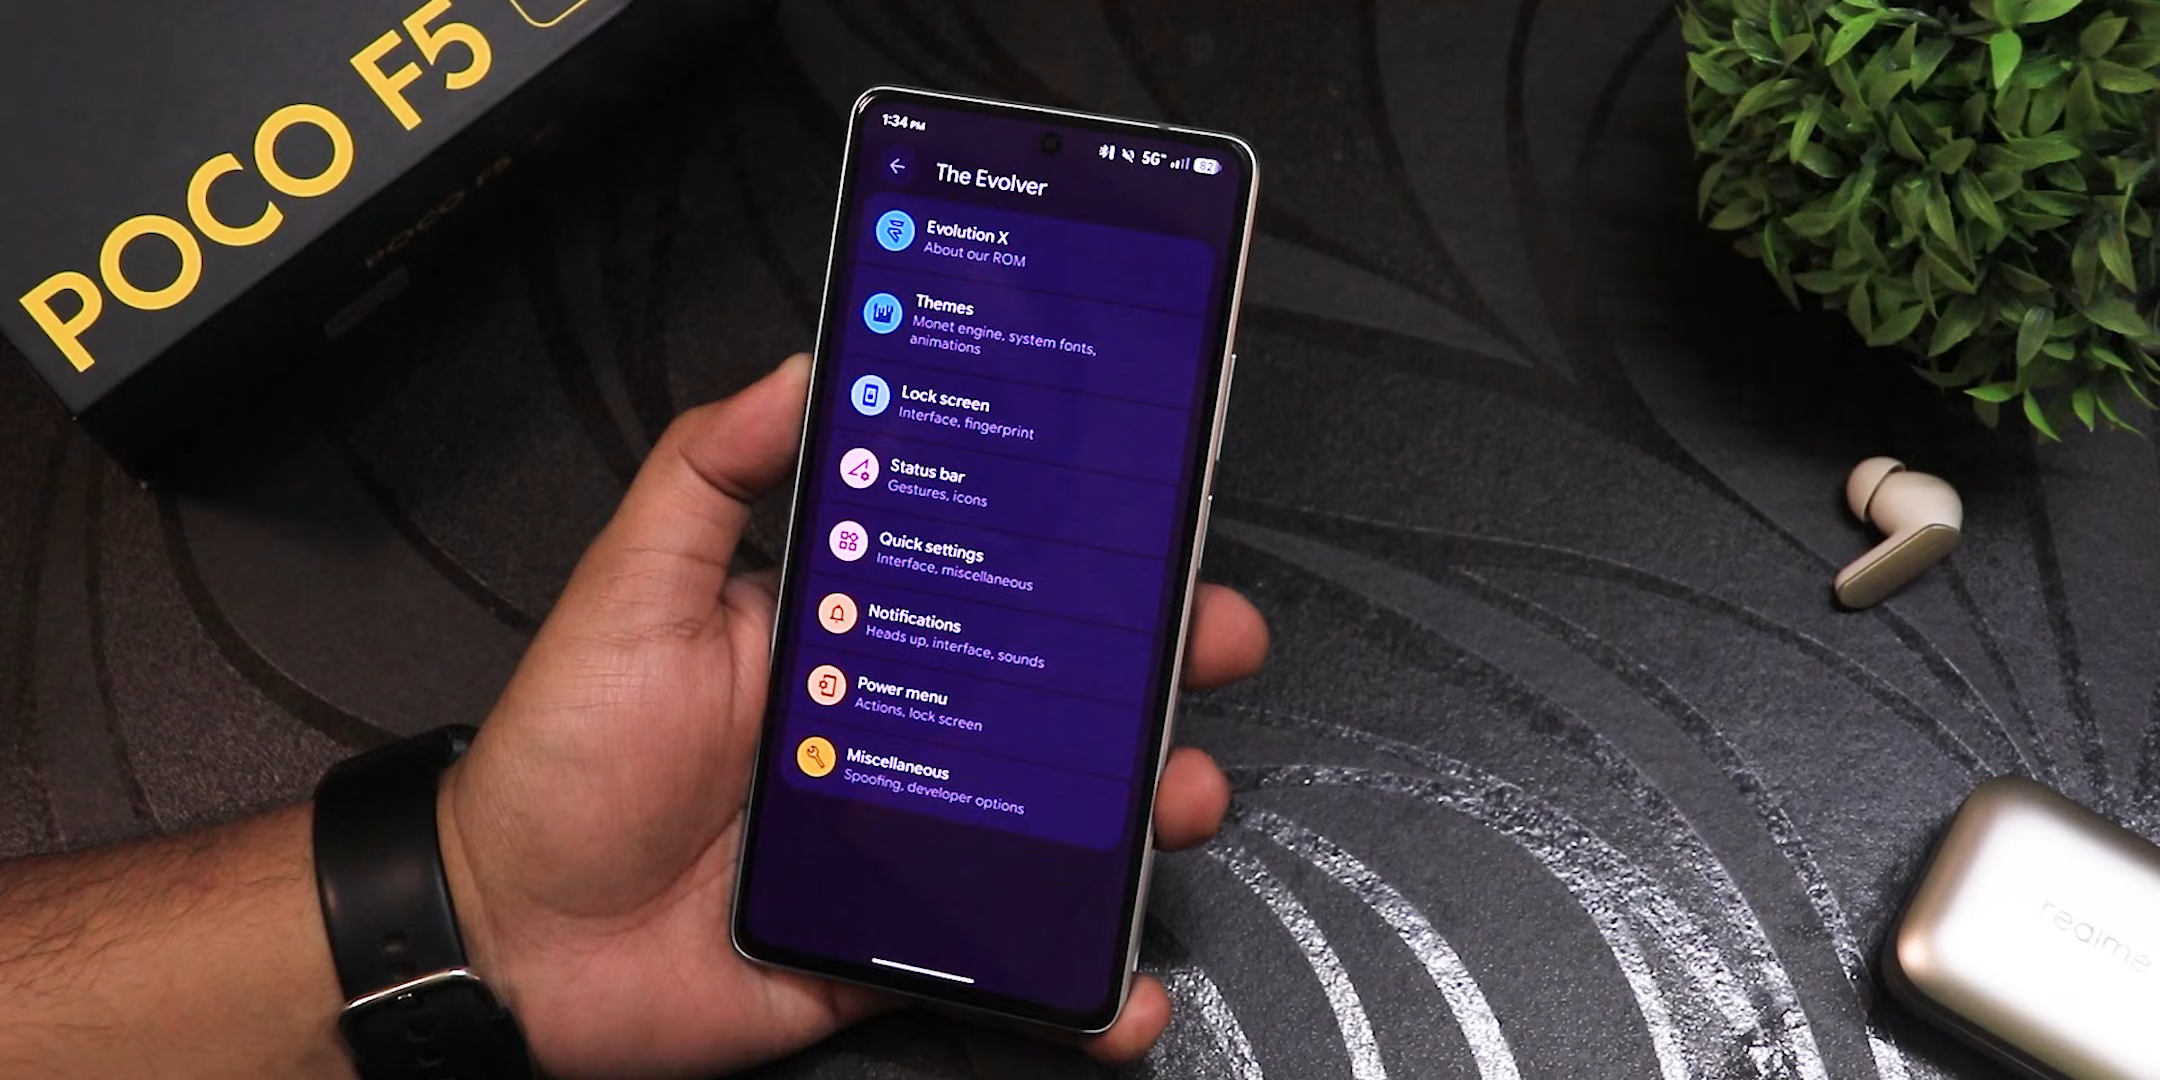 POCO F5
POCO F5
1:34 PM
5G
62
The Evolver
Evolution X
About our ROM
Themes
Monet engine, system fonts,
animations
Lock screen
Interface, fingerprint
Status bar
Gestures, icons
Quick settings
Interface, miscellaneous
Notifications
Heads up, interface, sounds
Power menu
Actions, lock screen
Miscellaneous
Spoofing, developer options
realme